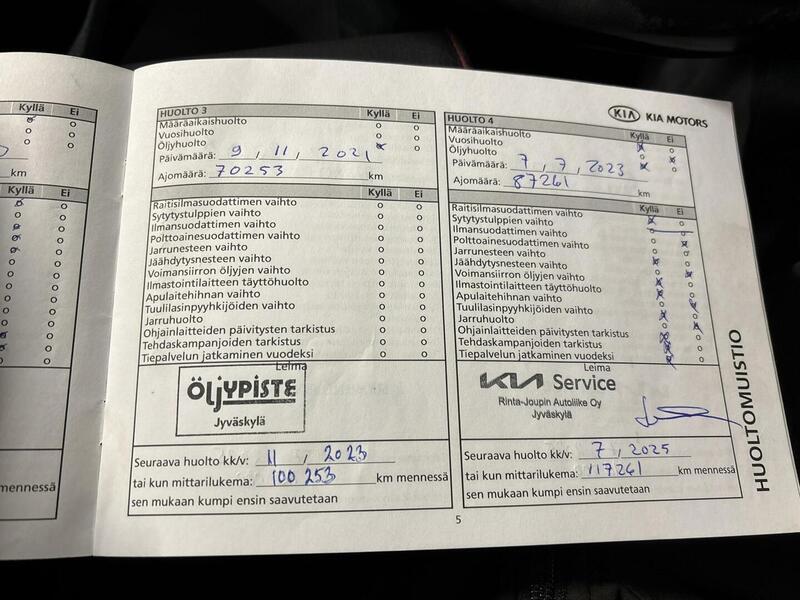 Kyllä Ei
km
Kyllä Ei
mennessä
HUOLTO 3 Kyllä Ei
Määräaikaishuolto
Vuosihuolto
Öljyhuolto
Päivämäärä: 9, 11, 2021
Ajomäärä: 70253 km
Kyllä Ei
Raitisilmasuodattimen vaihto
Sytytystulppien vaihto
Ilmansuodattimen vaihto
Polttoainesuodattimen vaihto
Jarrunesteen vaihto
Jäähdytysnesteen vaihto
Voimansiirron öljyjen vaihto
Ilmastointilaitteen täyttöhuolto
Apulaitehihnan vaihto
Tuulilasinpyyhkijöiden vaihto
Jarruhuolto
Ohjainlaitteiden päivitysten tarkistus
Tehdaskampanjoiden tarkistus
Tiepalvelun jatkaminen vuodeksi
Leima
ÖljyPISTE
Jyväskylä
Seuraava huolto kk/v: 11, 2023
tai kun mittarilukema: 100 253 km mennessä
sen mukaan kumpi ensin saavutetaan
KIA KIA MOTORS
HUOLTO 4 Kyllä Ei
Määräaikaishuolto
Vuosihuolto
Öljyhuolto
Päivämäärä: 7, 7, 2023
Ajomäärä: 87261 km
Kyllä Ei
Raitisilmasuodattimen vaihto
Sytytystulppien vaihto
Ilmansuodattimen vaihto
Polttoainesuodattimen vaihto
Jarrunesteen vaihto
Jäähdytysnesteen vaihto
Voimansiirron öljyjen vaihto
Ilmastointilaitteen täyttöhuolto
Apulaitehihnan vaihto
Tuulilasinpyyhkijöiden vaihto
Jarruhuolto
Ohjainlaitteiden päivitysten tarkistus
Tehdaskampanjoiden tarkistus
Tiepalvelun jatkaminen vuodeksi
Leima
KIA Service
Rinta-Joupin Autoliike Oy
Jyväskylä
Seuraava huolto kk/v: 7, 2025
tai kun mittarilukema: 117261 km mennessä
sen mukaan kumpi ensin saavutetaan
HUOLTOMUISTIO
5